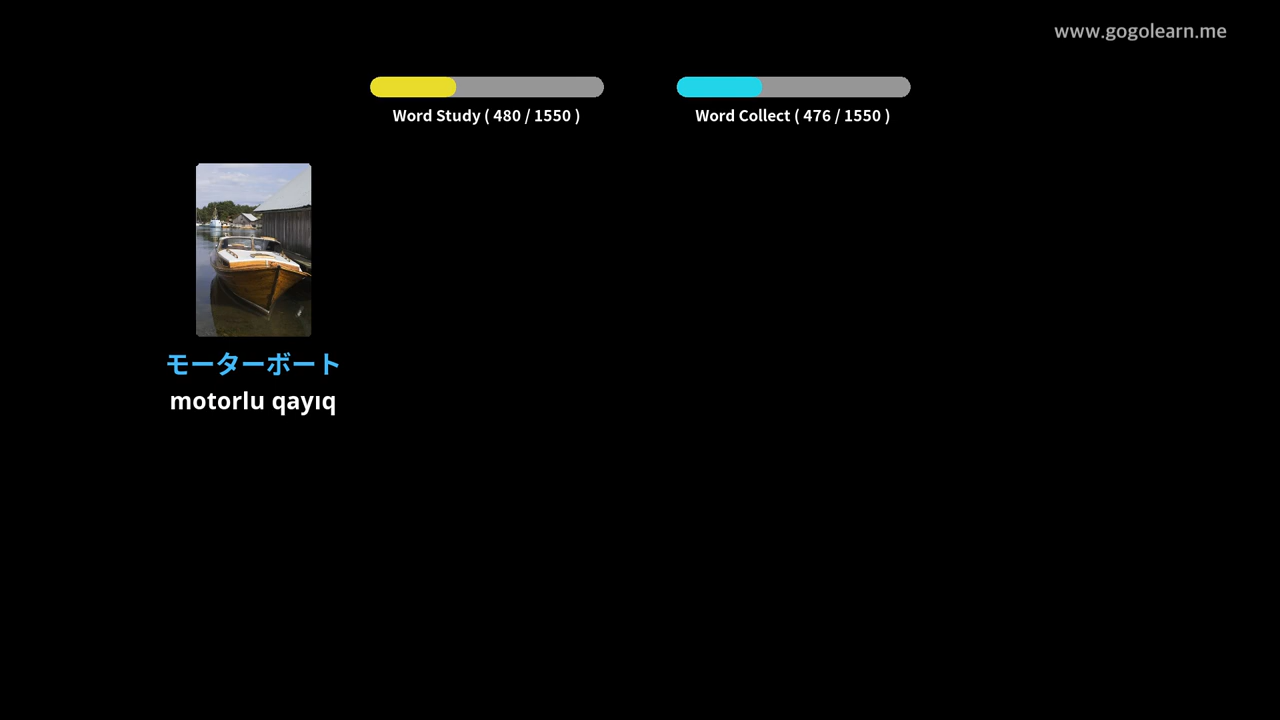 www.gogolearn.me
Word Study ( 480 / 1550 )
Word Collect ( 476 / 1550 )
モーターボート
motorlu qayıq